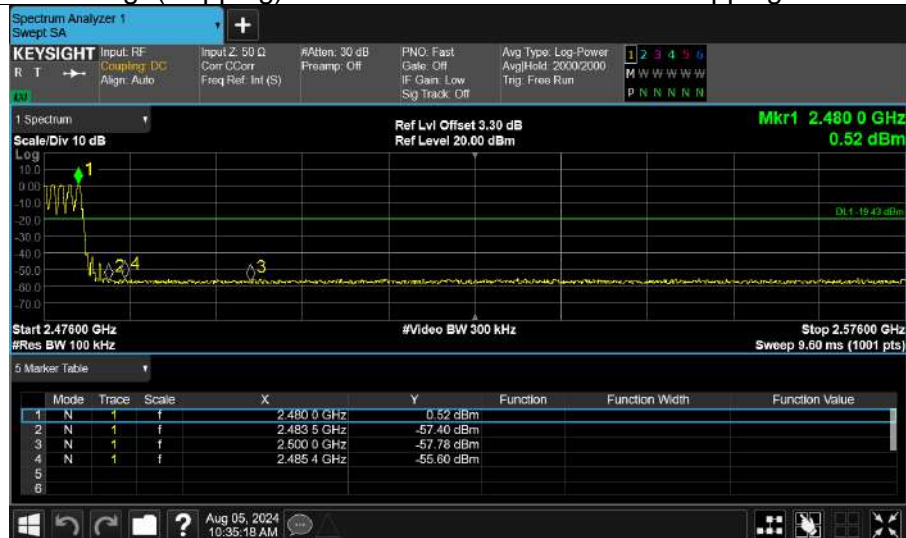 Spectrum Analyzer 1
Swept SA
+
KEYSIGHT Input: RF Input Z: 50 Ω #Atten: 30 dB PNO: Fast Avg Type: Log-Power 1 2 3 4 5 6
R T Coupling: DC Corr CCorr Preamp: Off Gate: Off Avg|Hold: 2000/2000 M W W W W W
Align: Auto Freq Ref: Int (S) IF Gain: Low Trig: Free Run
Sig Track: Off P N N N N N
1 Spectrum Ref Lvl Offset 3.30 dB Mkr1 2.480 0 GHz
Scale/Div 10 dB Ref Level 20.00 dBm 0.52 dBm
Log
10.0 1
0.00
-10.0 DL1 -19.43 dBm
-20.0
-30.0
-40.0
-50.0 2 4 3
-60.0
-70.0
Start 2.47600 GHz #Video BW 300 kHz Stop 2.57600 GHz
#Res BW 100 kHz Sweep 9.60 ms (1001 pts)
5 Marker Table
Mode Trace Scale X Y Function Function Width Function Value
1 N 1 f 2.480 0 GHz 0.52 dBm
2 N 1 f 2.483 5 GHz -57.40 dBm
3 N 1 f 2.500 0 GHz -57.78 dBm
4 N 1 f 2.485 4 GHz -55.60 dBm
5
6
? Aug 05, 2024
10:35:18 AM